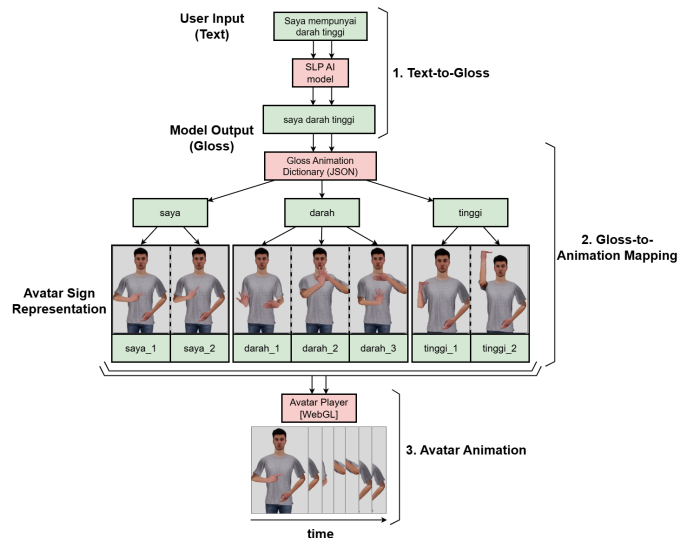 User Input
(Text)
Saya mempunyai
darah tinggi
SLP AI
model
1. Text-to-Gloss
saya darah tinggi
Model Output
(Gloss)
Gloss Animation
Dictionary (JSON)
saya
darah
tinggi
2. Gloss-to-
Animation Mapping
Avatar Sign
Representation
saya_1
saya_2
darah_1
darah_2
darah_3
tinggi_1
tinggi_2
Avatar Player
[WebGL]
3. Avatar Animation
time